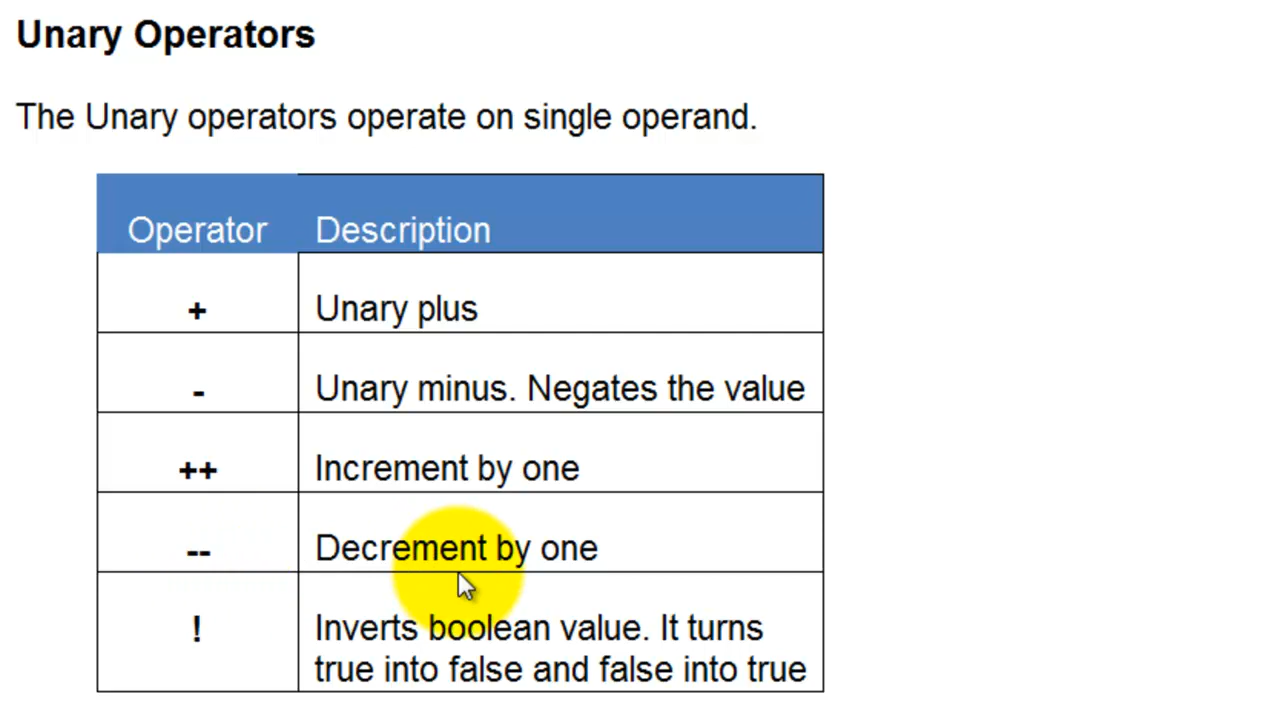 Unary Operators
The Unary operators operate on single operand.
Operator Description
+ Unary plus
- Unary minus. Negates the value
++ Increment by one
-- Decrement by one
! Inverts boolean value. It turns
true into false and false into true